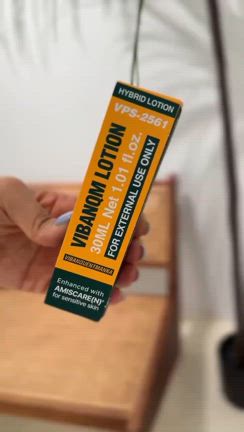 HYBRID LOTION
VPS-2561
VIBANOM LOTION
30ML Net 1.01 fl.oz.
FOR EXTERNAL USE ONLY
VIBANQUENTBIANKA
Enhanced with
AMISCARE(N)®
for sensitive skin